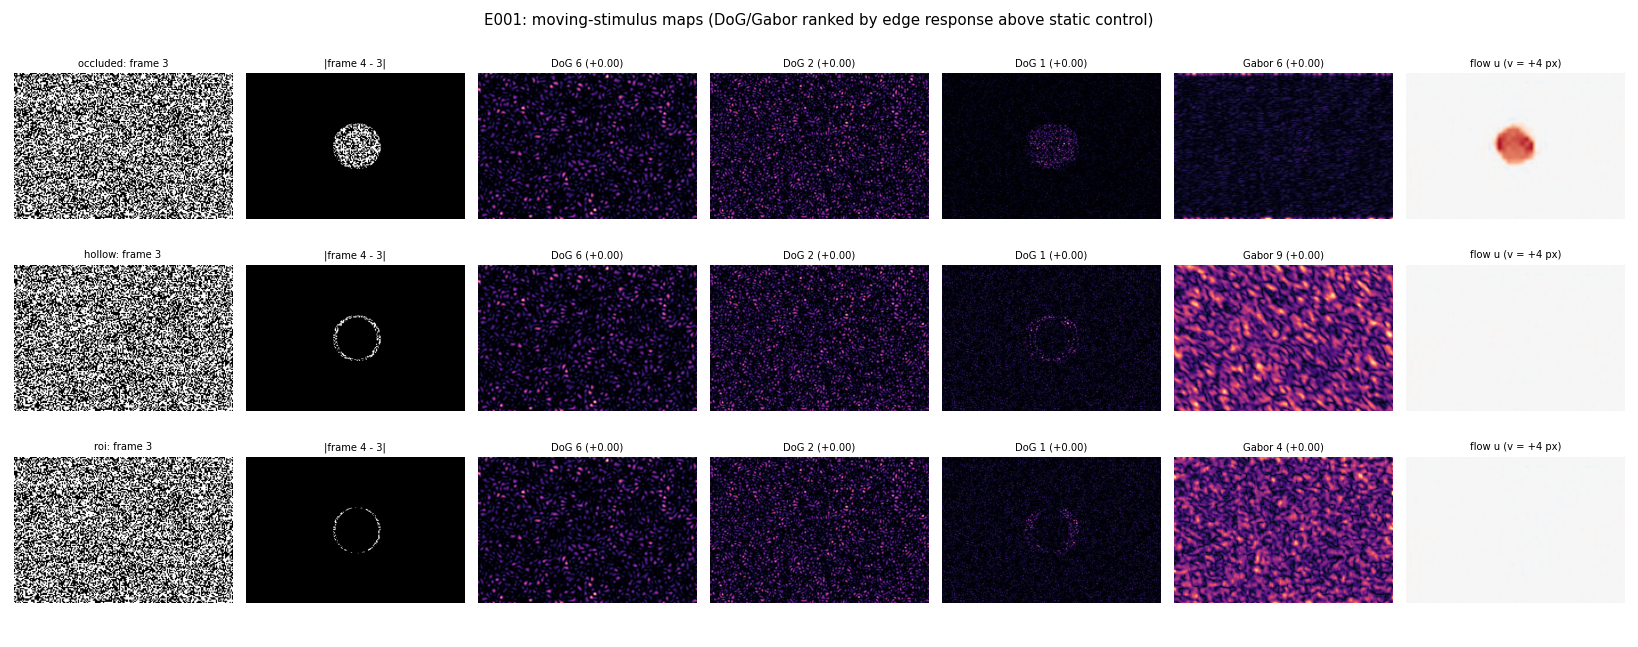 E001: moving-stimulus maps (DoG/Gabor ranked by edge response above static control)
occluded: frame 3
|frame 4 - 3|
DoG 6 (+0.00)
DoG 2 (+0.00)
DoG 1 (+0.00)
Gabor 6 (+0.00)
flow u (v = +4 px)
hollow: frame 3
|frame 4 - 3|
DoG 6 (+0.00)
DoG 2 (+0.00)
DoG 1 (+0.00)
Gabor 9 (+0.00)
flow u (v = +4 px)
roi: frame 3
|frame 4 - 3|
DoG 6 (+0.00)
DoG 2 (+0.00)
DoG 1 (+0.00)
Gabor 4 (+0.00)
flow u (v = +4 px)